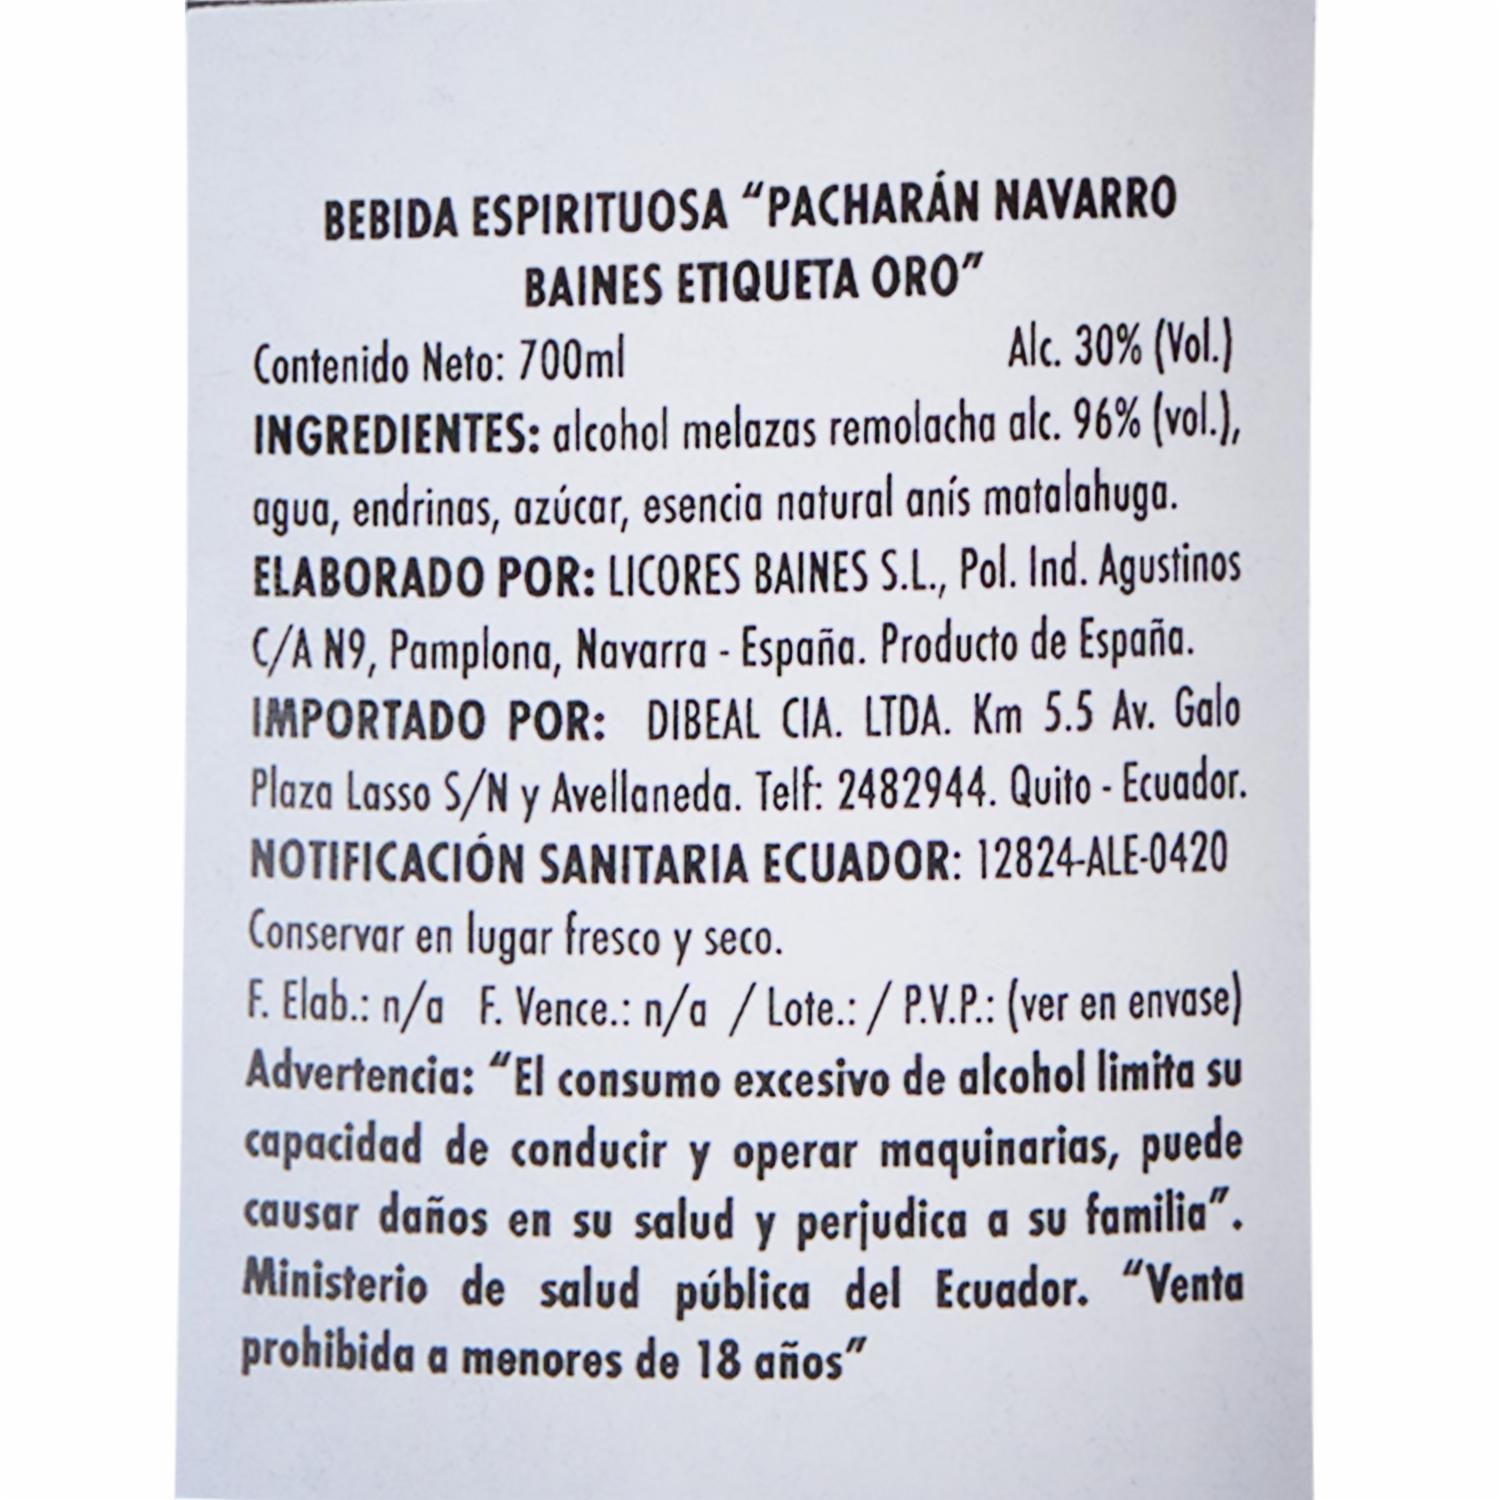 BEBIDA ESPIRITUOSA “PACHARÁN NAVARRO
BAINES ETIQUETA ORO”
Contenido Neto: 700ml Alc. 30% (Vol.)
INGREDIENTES: alcohol melazas remolacha alc. 96% (vol.),
agua, endrinas, azúcar, esencia natural anís matalahuga.
ELABORADO POR: LICORES BAINES S.L., Pol. Ind. Agustinos
C/A N9, Pamplona, Navarra - España. Producto de España.
IMPORTADO POR: DIBEAL CIA. LTDA. Km 5.5 Av. Galo
Plaza Lasso S/N y Avellaneda. Telf: 2482944. Quito - Ecuador.
NOTIFICACIÓN SANITARIA ECUADOR: 12824-ALE-0420
Conservar en lugar fresco y seco.
F. Elab.: n/a F. Vence.: n/a / Lote.: / P.V.P.: (ver en envase)
Advertencia: “El consumo excesivo de alcohol limita su
capacidad de conducir y operar maquinarias, puede
causar daños en su salud y perjudica a su familia”.
Ministerio de salud pública del Ecuador. “Venta
prohibida a menores de 18 años”